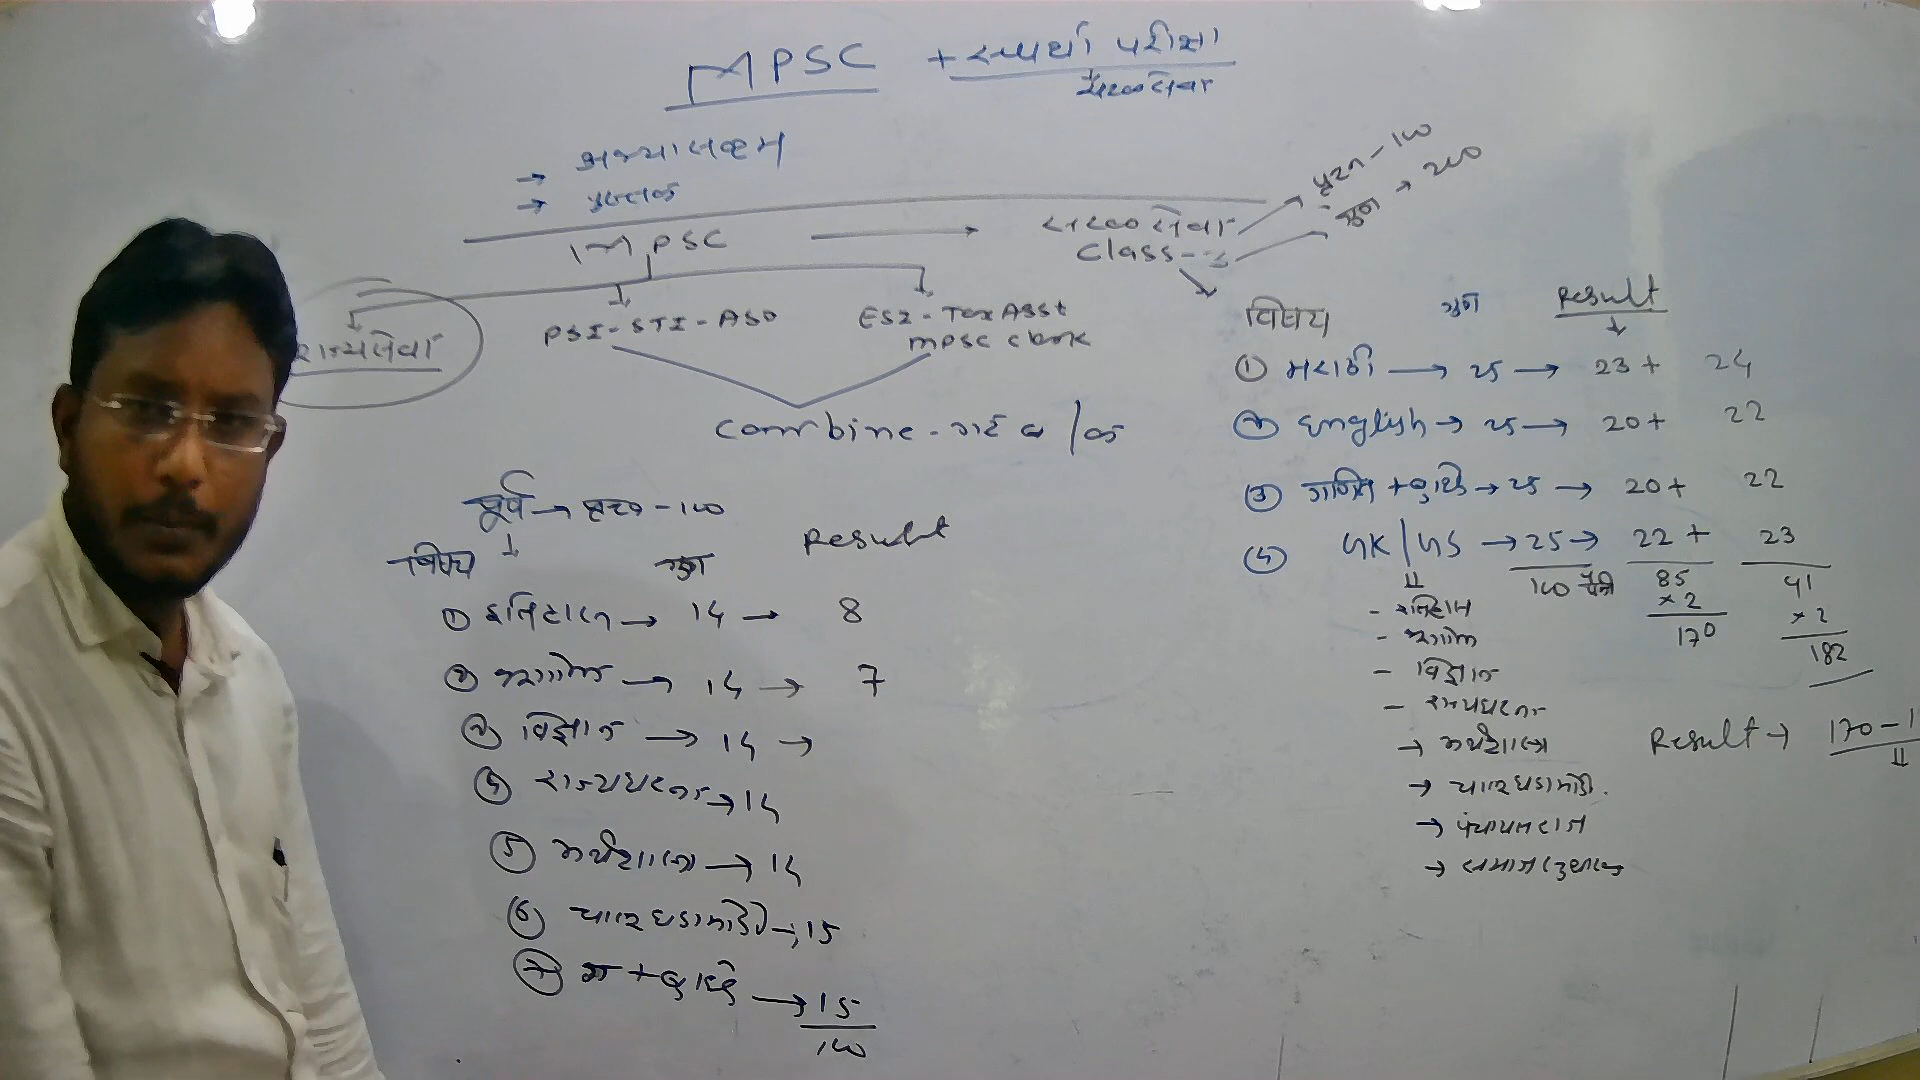 MPSC + स्पर्धा परीक्षा
सरळसेवा
→ अभ्यासक्रम
→ पुस्तके
MPSC → सरळसेवा
class-3
प्रश्न - 100
गुण → 200
राज्यसेवा
PSI-STI-ASO
ESI-Tax Asst
mpsc clerk
combine - गट ब/क
पूर्व → प्रश्न - 100
विषय गुण Result
① इतिहास → 14 → 8
② भूगोल → 14 → 7
③ विज्ञान → 14 →
④ राज्यघटना → 14
⑤ अर्थशास्त्र → 14
⑥ चालू घडामोडी → 15
⑦ ग + बुध्दि → 15
100
विषय गुण Result
① मराठी → 25 → 23+ 24
② English → 25 → 20+ 22
③ गणित + बुध्दि → 25 → 20+ 22
④ GK/GS → 25 → 22+ 23
100 पैकी 85 91
×2 ×2
170 182
- इतिहास
- भूगोल
- विज्ञान
- राज्यघटना
→ अर्थशास्त्र
→ चालू घडामोडी.
→ पंचायतराज
→ समाजसुधारक
Result → 170-1